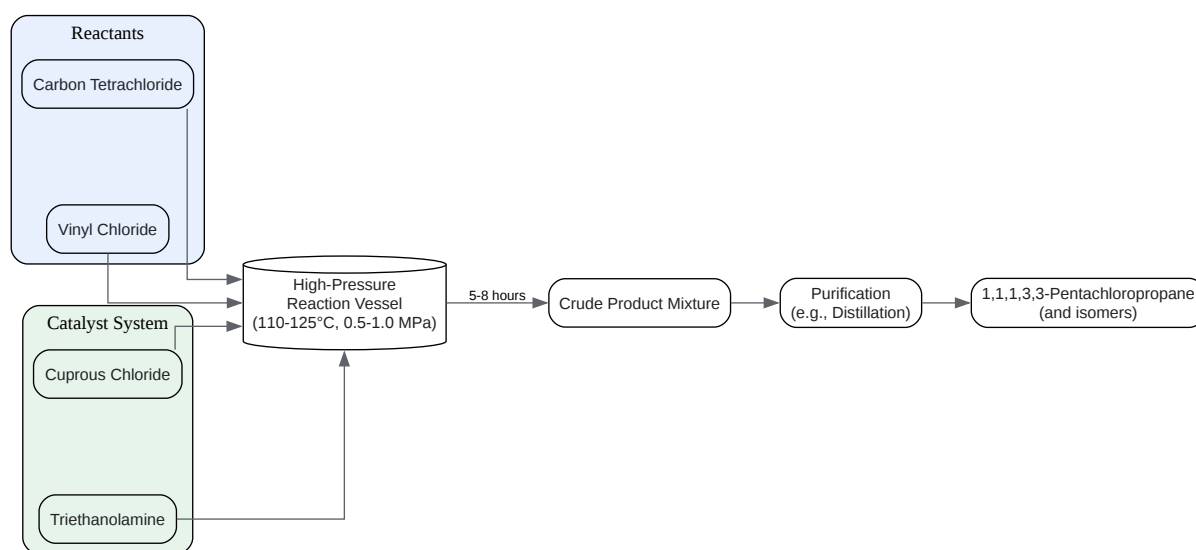 Reactants
Carbon Tetrachloride
Vinyl Chloride
Catalyst System
Cuprous Chloride
Triethanolamine
High-Pressure
Reaction Vessel
(110-125°C, 0.5-1.0 MPa)
5-8 hours
Crude Product Mixture
Purification
(e.g., Distillation)
1,1,1,3,3-Pentachloropropane
(and isomers)